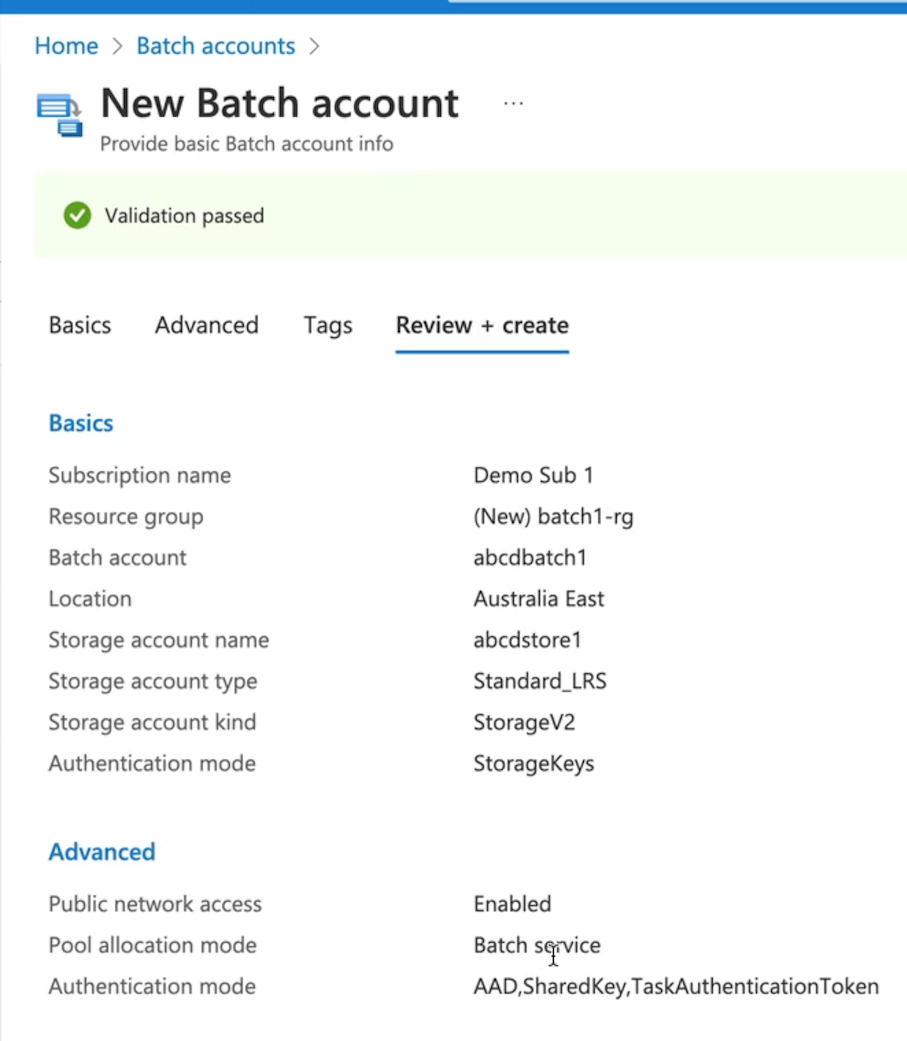 Home > Batch accounts >
New Batch account ...
Provide basic Batch account info
Validation passed
Basics Advanced Tags Review + create
Basics
Subscription name Demo Sub 1
Resource group (New) batch1-rg
Batch account abcdbatch1
Location Australia East
Storage account name abcdstore1
Storage account type Standard_LRS
Storage account kind StorageV2
Authentication mode StorageKeys
Advanced
Public network access Enabled
Pool allocation mode Batch service
Authentication mode AAD,SharedKey,TaskAuthenticationToken